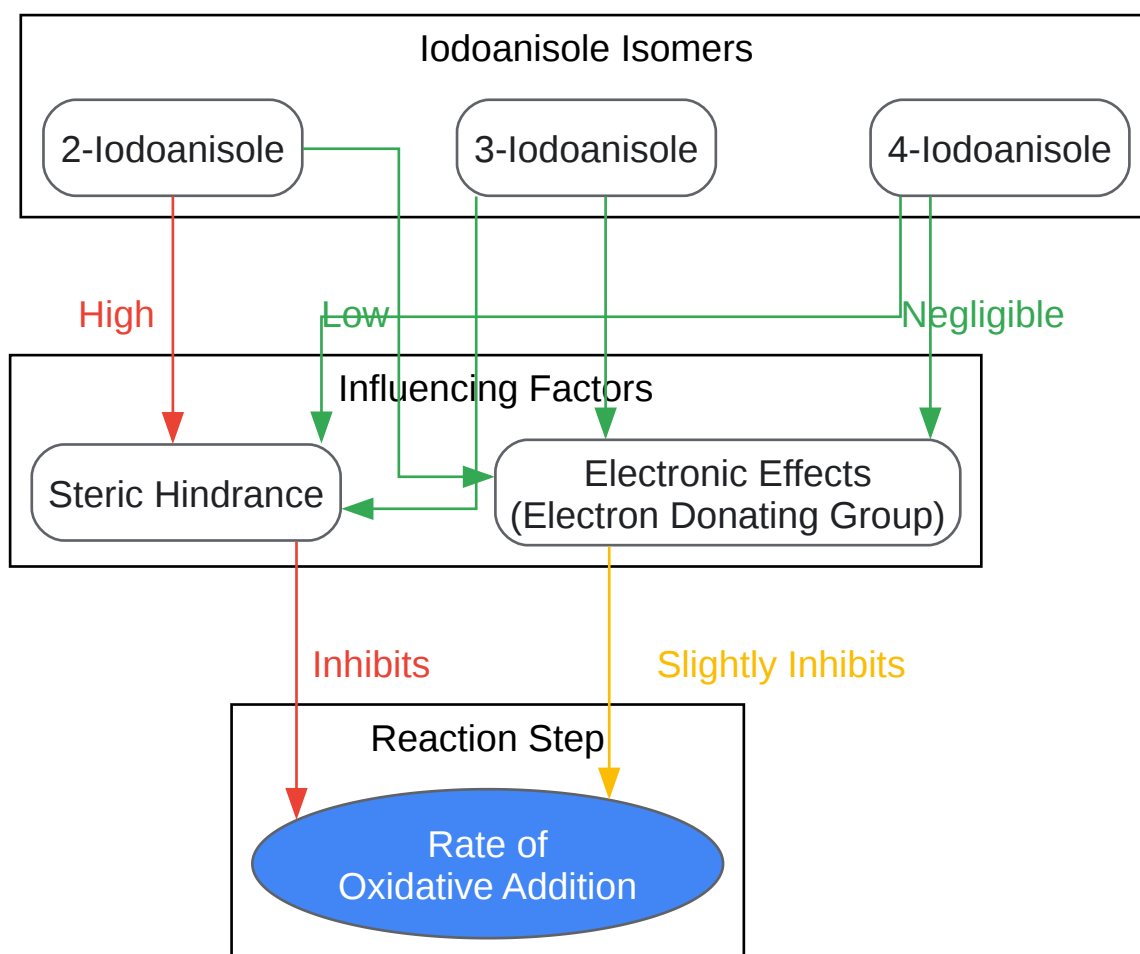 Iodoanisole Isomers
2-Iodoanisole
3-Iodoanisole
4-Iodoanisole
High
Low
Negligible
Influencing Factors
Steric Hindrance
Electronic Effects
(Electron Donating Group)
Inhibits
Slightly Inhibits
Reaction Step
Rate of
Oxidative Addition